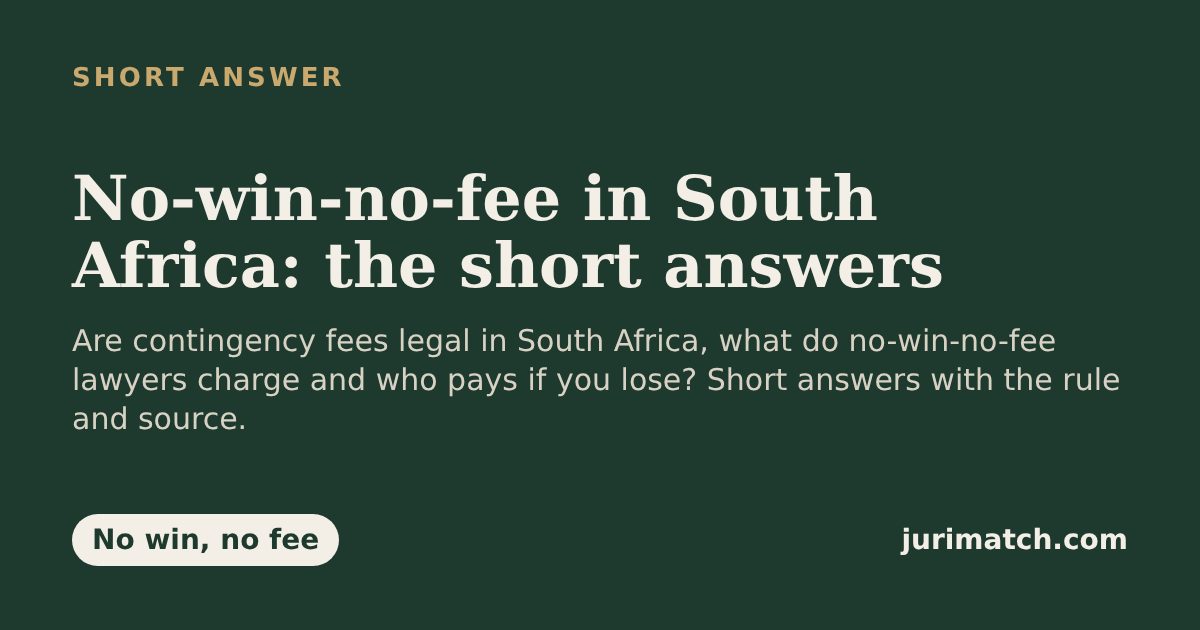 SHORT ANSWER
No-win-no-fee in South
Africa: the short answers
Are contingency fees legal in South Africa, what do no-win-no-fee
lawyers charge and who pays if you lose? Short answers with the rule
and source.
No win, no fee
jurimatch.com